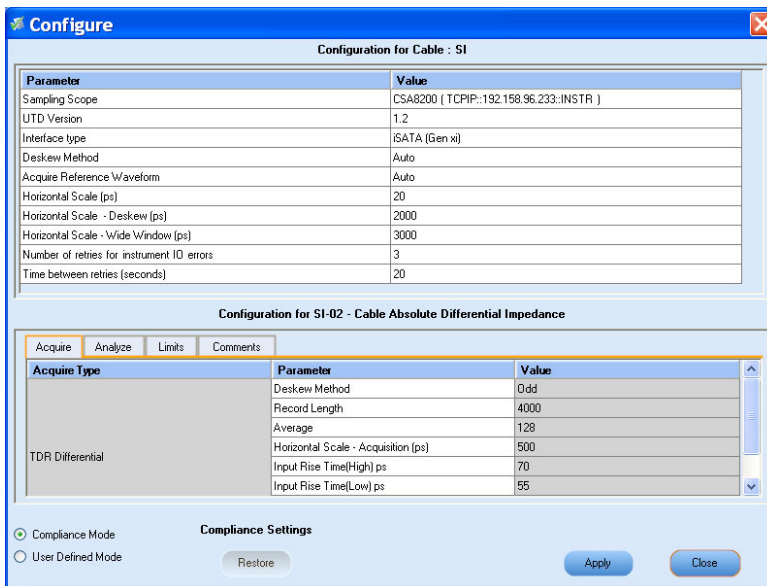 Configure
Configuration for Cable : SI
Parameter Value
Sampling Scope CSA8200 ( TCPIP::192.158.96.233::INSTR )
UTD Version 1.2
Interface type iSATA (Gen xi)
Deskew Method Auto
Acquire Reference Waveform Auto
Horizontal Scale (ps) 20
Horizontal Scale - Deskew (ps) 2000
Horizontal Scale - Wide Window (ps) 3000
Number of retries for instrument IO errors 3
Time between retries (seconds) 20
Configuration for SI-02 - Cable Absolute Differential Impedance
Acquire Analyze Limits Comments
Acquire Type Parameter Value
Deskew Method Odd
Record Length 4000
Average 128
Horizontal Scale - Acquisition (ps) 500
TDR Differential
Input Rise Time(High) ps 70
Input Rise Time(Low) ps 55
Compliance Mode Compliance Settings
User Defined Mode Restore Apply Close